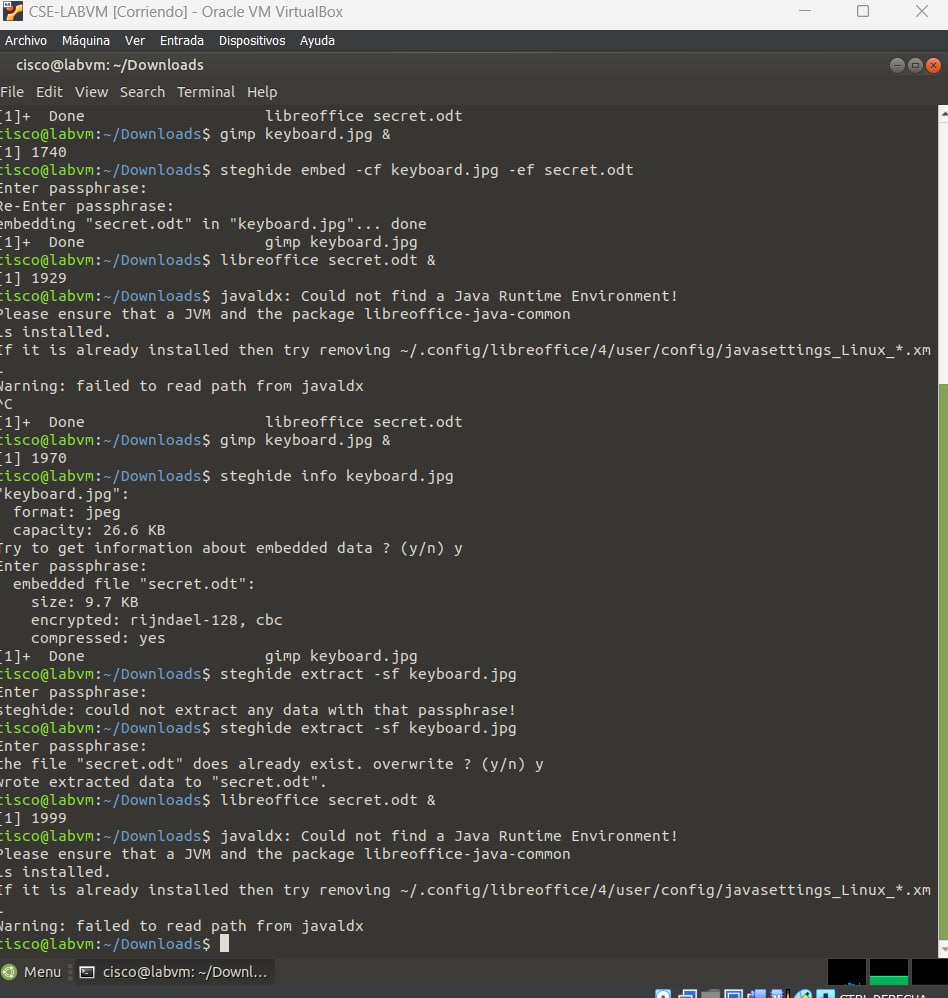 CSE-LABVM [Corriendo] - Oracle VM VirtualBox
Archivo Máquina Ver Entrada Dispositivos Ayuda
cisco@labvm: ~/Downloads
File Edit View Search Terminal Help
[1]+  Done                    libreoffice secret.odt
cisco@labvm:~/Downloads$ gimp keyboard.jpg &
[1] 1740
cisco@labvm:~/Downloads$ steghide embed -cf keyboard.jpg -ef secret.odt
Enter passphrase:
Re-Enter passphrase:
embedding "secret.odt" in "keyboard.jpg"... done
[1]+  Done                    gimp keyboard.jpg
cisco@labvm:~/Downloads$ libreoffice secret.odt &
[1] 1929
cisco@labvm:~/Downloads$ javaldx: Could not find a Java Runtime Environment!
Please ensure that a JVM and the package libreoffice-java-common
is installed.
If it is already installed then try removing ~/.config/libreoffice/4/user/config/javasettings_Linux_*.xm
l
Warning: failed to read path from javaldx
^C
[1]+  Done                    libreoffice secret.odt
cisco@labvm:~/Downloads$ gimp keyboard.jpg &
[1] 1970
cisco@labvm:~/Downloads$ steghide info keyboard.jpg
"keyboard.jpg":
  format: jpeg
  capacity: 26.6 KB
Try to get information about embedded data ? (y/n) y
Enter passphrase:
  embedded file "secret.odt":
    size: 9.7 KB
    encrypted: rijndael-128, cbc
    compressed: yes
[1]+  Done                    gimp keyboard.jpg
cisco@labvm:~/Downloads$ steghide extract -sf keyboard.jpg
Enter passphrase:
steghide: could not extract any data with that passphrase!
cisco@labvm:~/Downloads$ steghide extract -sf keyboard.jpg
Enter passphrase:
the file "secret.odt" does already exist. overwrite ? (y/n) y
wrote extracted data to "secret.odt".
cisco@labvm:~/Downloads$ libreoffice secret.odt &
[1] 1999
cisco@labvm:~/Downloads$ javaldx: Could not find a Java Runtime Environment!
Please ensure that a JVM and the package libreoffice-java-common
is installed.
If it is already installed then try removing ~/.config/libreoffice/4/user/config/javasettings_Linux_*.xm
l
Warning: failed to read path from javaldx
cisco@labvm:~/Downloads$
Menu cisco@labvm: ~/Downl...
CTRL DERECHA